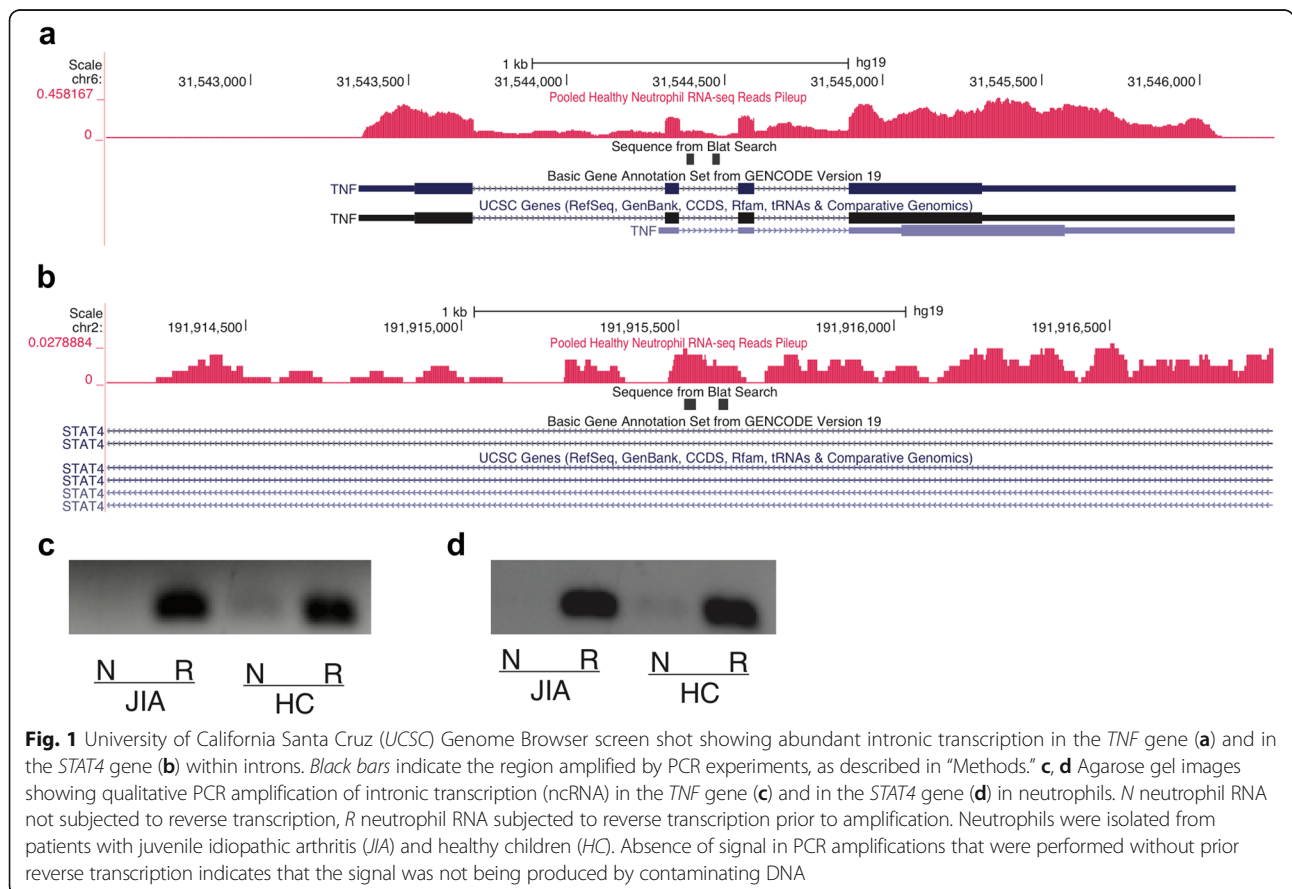 a
Scale
1 kb
hg19
chr6:
31,543,000
31,543,500
31,544,000
31,544,500
31,545,000
31,545,500
31,546,000
0.458167
Pooled Healthy Neutrophil RNA-seq Reads Pileup
0
Sequence from Blat Search
Basic Gene Annotation Set from GENCODE Version 19
TNF
UCSC Genes (RefSeq, GenBank, CCDS, Rfam, tRNAs & Comparative Genomics)
TNF
TNF
b
Scale
1 kb
hg19
chr2:
191,914,500
191,915,000
191,915,500
191,916,000
191,916,500
0.0278884
Pooled Healthy Neutrophil RNA-seq Reads Pileup
0
Sequence from Blat Search
Basic Gene Annotation Set from GENCODE Version 19
STAT4
STAT4
UCSC Genes (RefSeq, GenBank, CCDS, Rfam, tRNAs & Comparative Genomics)
STAT4
STAT4
STAT4
STAT4
c
N R N R
JIA HC
d
N R N R
JIA HC
Fig. 1 University of California Santa Cruz (UCSC) Genome Browser screen shot showing abundant intronic transcription in the TNF gene (a) and in
the STAT4 gene (b) within introns. Black bars indicate the region amplified by PCR experiments, as described in “Methods.” c, d Agarose gel images
showing qualitative PCR amplification of intronic transcription (ncRNA) in the TNF gene (c) and in the STAT4 gene (d) in neutrophils. N neutrophil RNA
not subjected to reverse transcription, R neutrophil RNA subjected to reverse transcription prior to amplification. Neutrophils were isolated from
patients with juvenile idiopathic arthritis (JIA) and healthy children (HC). Absence of signal in PCR amplifications that were performed without prior
reverse transcription indicates that the signal was not being produced by contaminating DNA